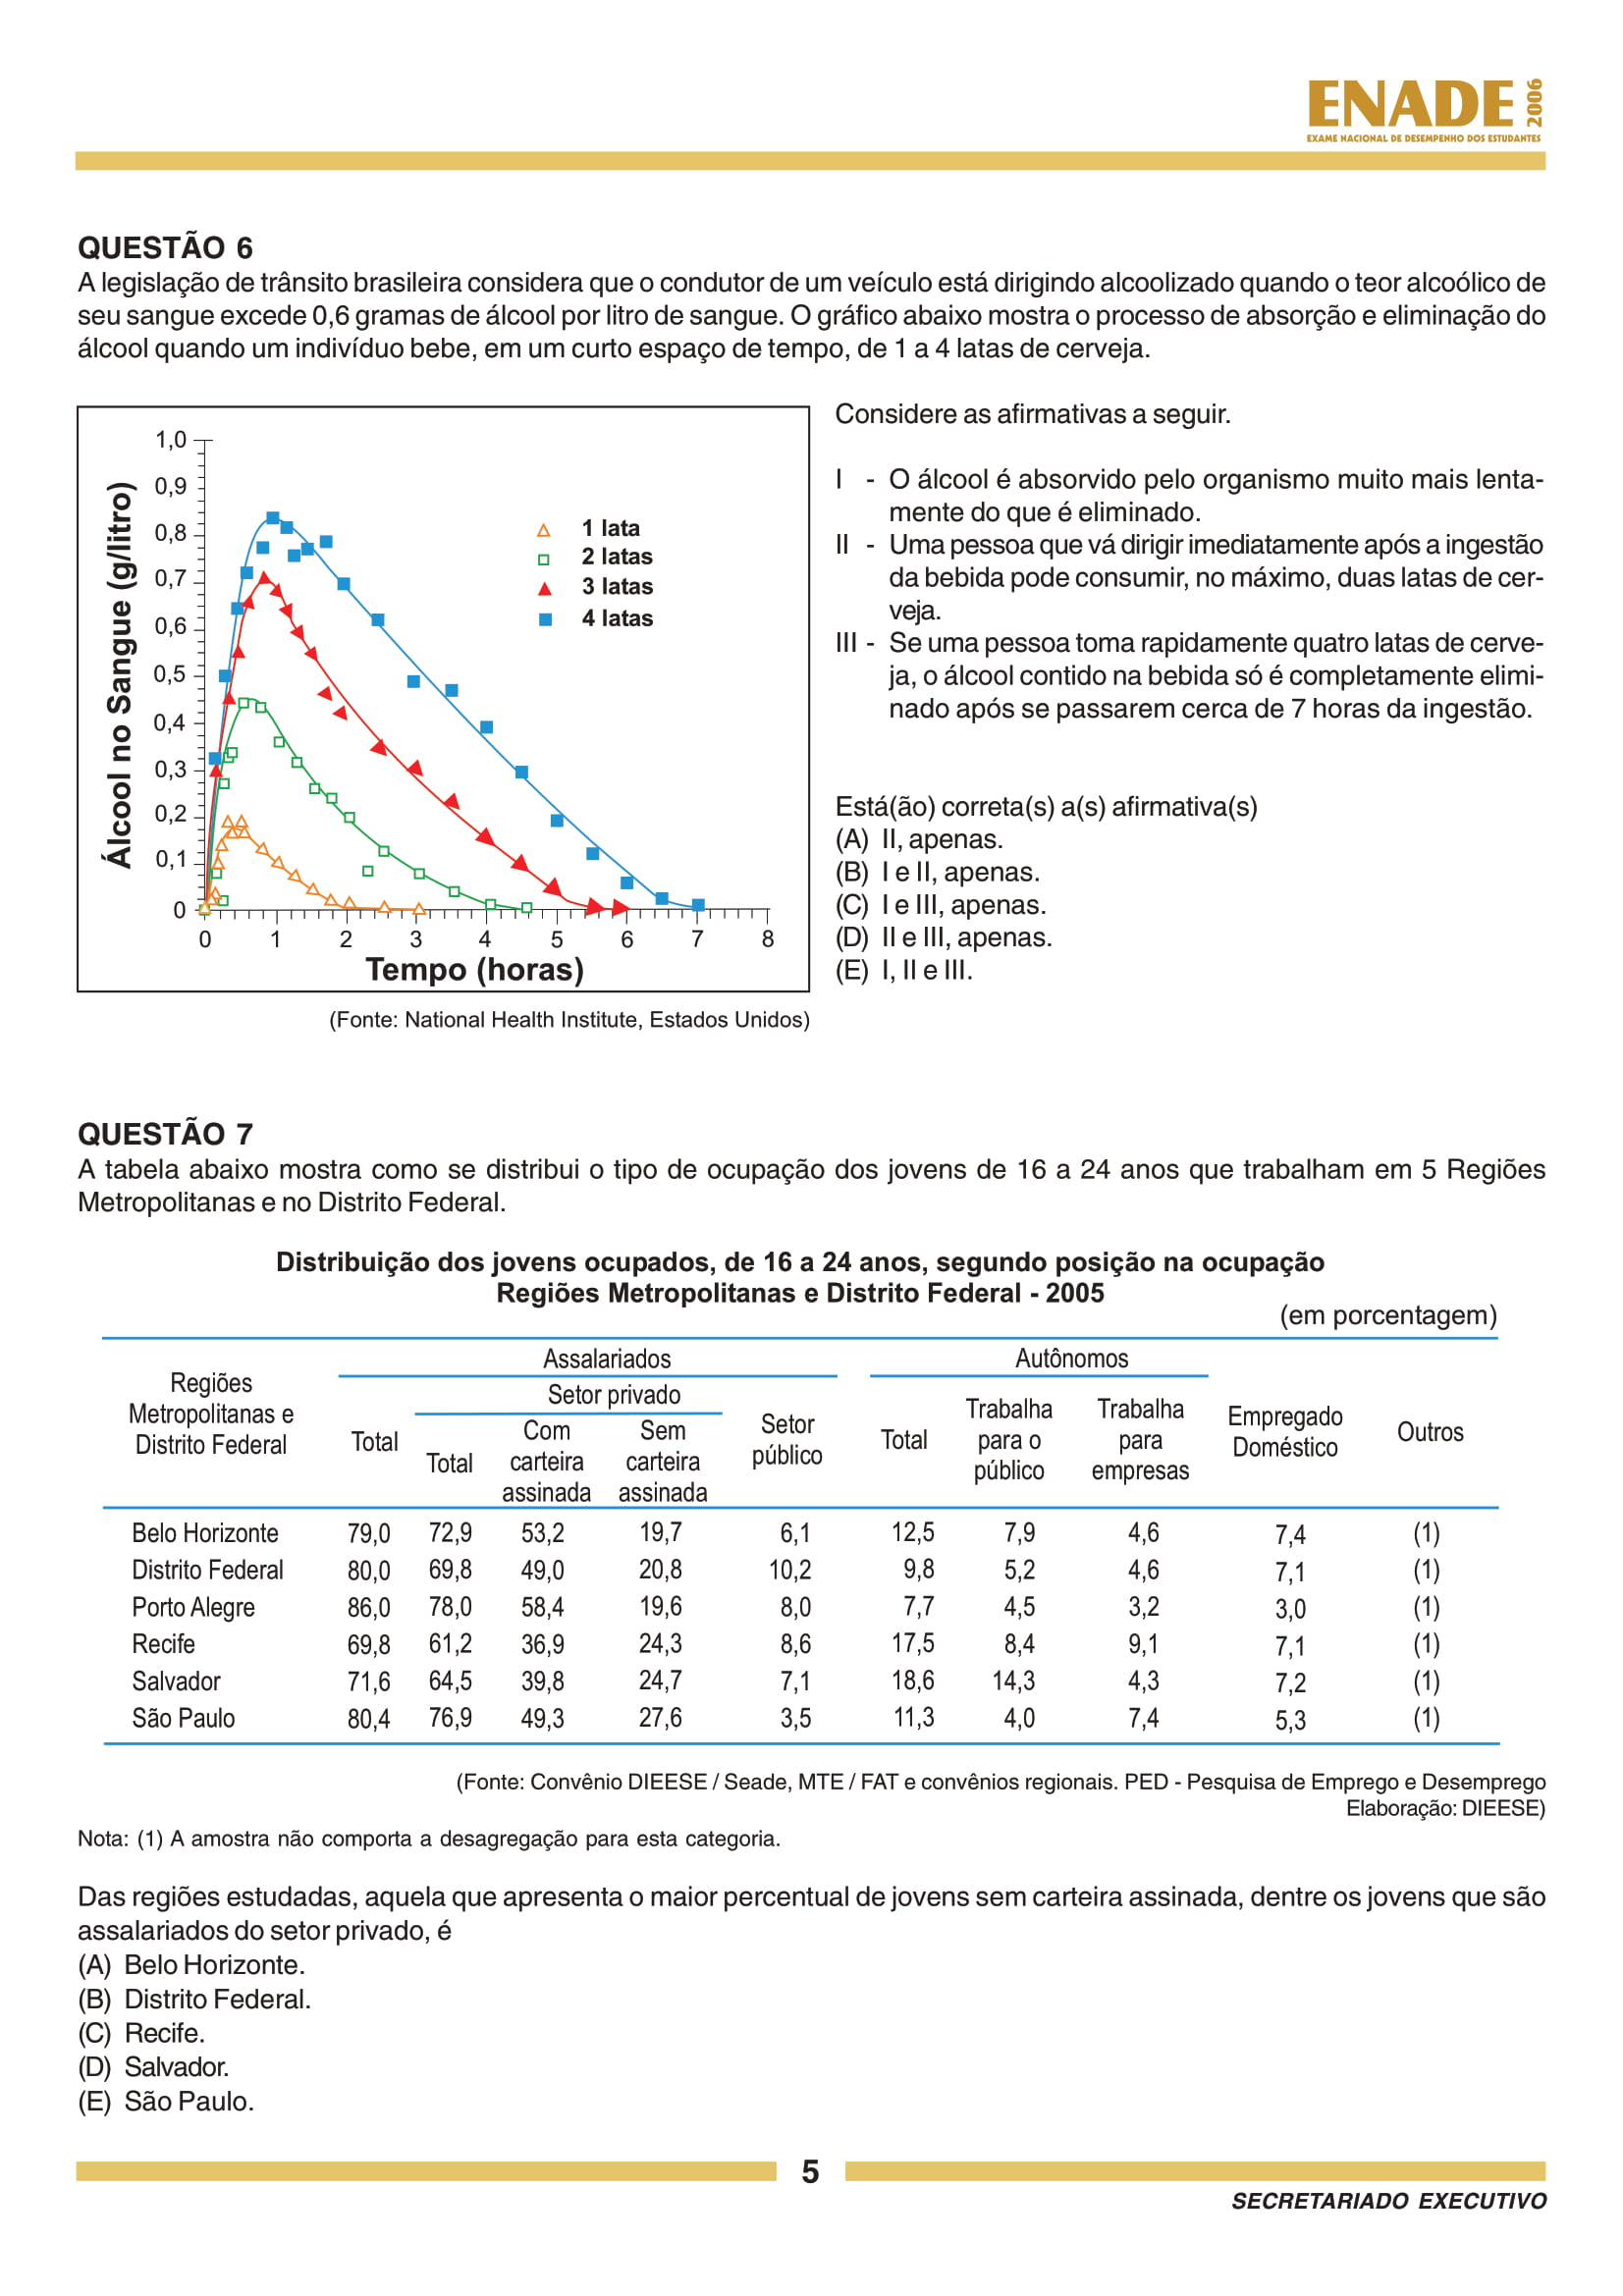 ENADE 2006
EXAME NACIONAL DE DESEMPENHO DOS ESTUDANTES
QUESTÃO 6
A legislação de trânsito brasileira considera que o condutor de um veículo está dirigindo alcoolizado quando o teor alcoólico de
seu sangue excede 0,6 gramas de álcool por litro de sangue. O gráfico abaixo mostra o processo de absorção e eliminação do
álcool quando um indivíduo bebe, em um curto espaço de tempo, de 1 a 4 latas de cerveja.
Álcool no Sangue (g/litro)
1,0
0,9
0,8
0,7
0,6
0,5
0,4
0,3
0,2
0,1
0
0 1 2 3 4 5 6 7 8
Tempo (horas)
1 lata
2 latas
3 latas
4 latas
(Fonte: National Health Institute, Estados Unidos)
Considere as afirmativas a seguir.
I - O álcool é absorvido pelo organismo muito mais lenta-
mente do que é eliminado.
II - Uma pessoa que vá dirigir imediatamente após a ingestão
da bebida pode consumir, no máximo, duas latas de cer-
veja.
III - Se uma pessoa toma rapidamente quatro latas de cerve-
ja, o álcool contido na bebida só é completamente elimi-
nado após se passarem cerca de 7 horas da ingestão.
Está(ão) correta(s) a(s) afirmativa(s)
(A) II, apenas.
(B) I e II, apenas.
(C) I e III, apenas.
(D) II e III, apenas.
(E) I, II e III.
QUESTÃO 7
A tabela abaixo mostra como se distribui o tipo de ocupação dos jovens de 16 a 24 anos que trabalham em 5 Regiões
Metropolitanas e no Distrito Federal.
Distribuição dos jovens ocupados, de 16 a 24 anos, segundo posição na ocupação
Regiões Metropolitanas e Distrito Federal - 2005
(em porcentagem)
Regiões
Metropolitanas e
Distrito Federal
Assalariados
Total
Setor privado
Total
Com
carteira
assinada
Sem
carteira
assinada
Setor
público
Autônomos
Total
Trabalha
para o
público
Trabalha
para
empresas
Empregado
Doméstico
Outros
Belo Horizonte 79,0 72,9 53,2 19,7 6,1 12,5 7,9 4,6 7,4 (1)
Distrito Federal 80,0 69,8 49,0 20,8 10,2 9,8 5,2 4,6 7,1 (1)
Porto Alegre 86,0 78,0 58,4 19,6 8,0 7,7 4,5 3,2 3,0 (1)
Recife 69,8 61,2 36,9 24,3 8,6 17,5 8,4 9,1 7,1 (1)
Salvador 71,6 64,5 39,8 24,7 7,1 18,6 14,3 4,3 7,2 (1)
São Paulo 80,4 76,9 49,3 27,6 3,5 11,3 4,0 7,4 5,3 (1)
(Fonte: Convênio DIEESE / Seade, MTE / FAT e convênios regionais. PED - Pesquisa de Emprego e Desemprego
Elaboração: DIEESE)
Nota: (1) A amostra não comporta a desagregação para esta categoria.
Das regiões estudadas, aquela que apresenta o maior percentual de jovens sem carteira assinada, dentre os jovens que são
assalariados do setor privado, é
(A) Belo Horizonte.
(B) Distrito Federal.
(C) Recife.
(D) Salvador.
(E) São Paulo.
5
SECRETARIADO EXECUTIVO